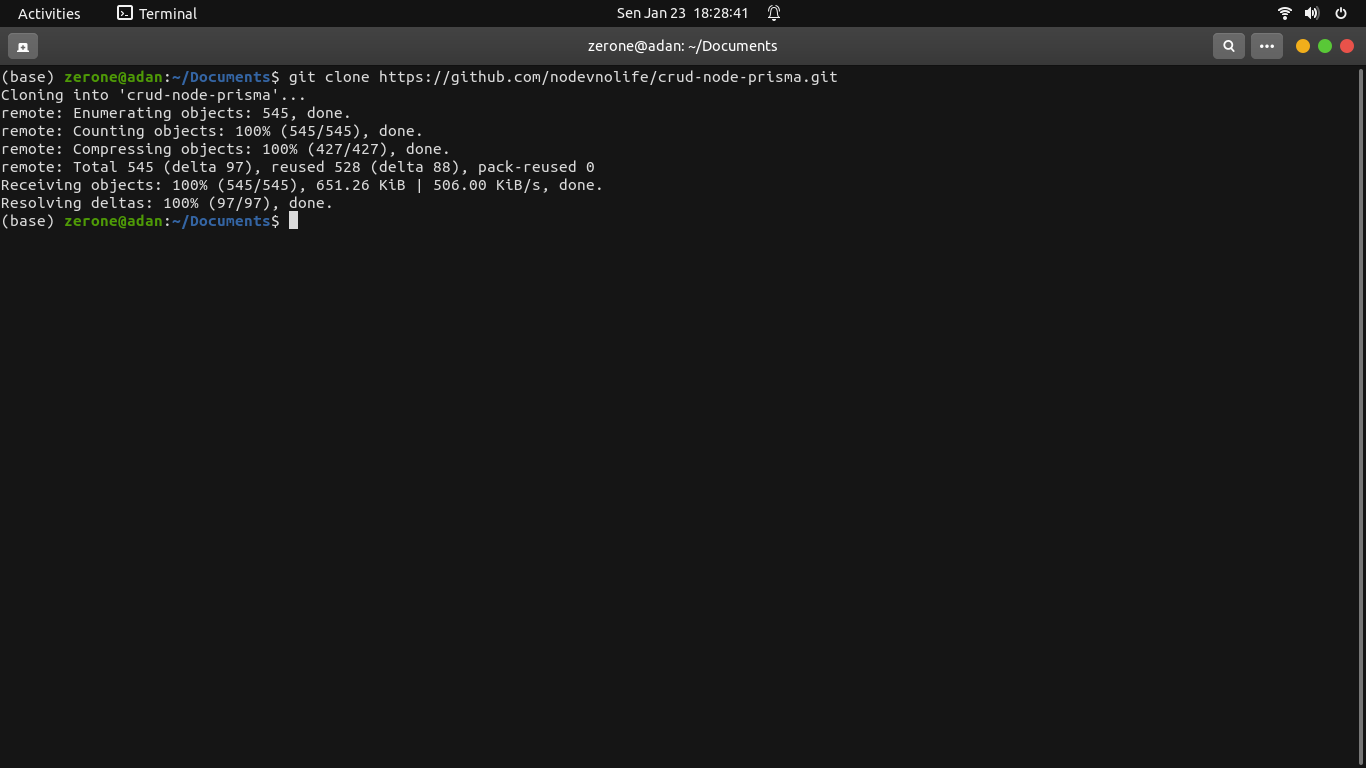 Activities Terminal Sen Jan 23 18:28:41
zerone@adan: ~/Documents
(base) zerone@adan:~/Documents$ git clone https://github.com/nodevnolife/crud-node-prisma.git
Cloning into 'crud-node-prisma'...
remote: Enumerating objects: 545, done.
remote: Counting objects: 100% (545/545), done.
remote: Compressing objects: 100% (427/427), done.
remote: Total 545 (delta 97), reused 528 (delta 88), pack-reused 0
Receiving objects: 100% (545/545), 651.26 KiB | 506.00 KiB/s, done.
Resolving deltas: 100% (97/97), done.
(base) zerone@adan:~/Documents$